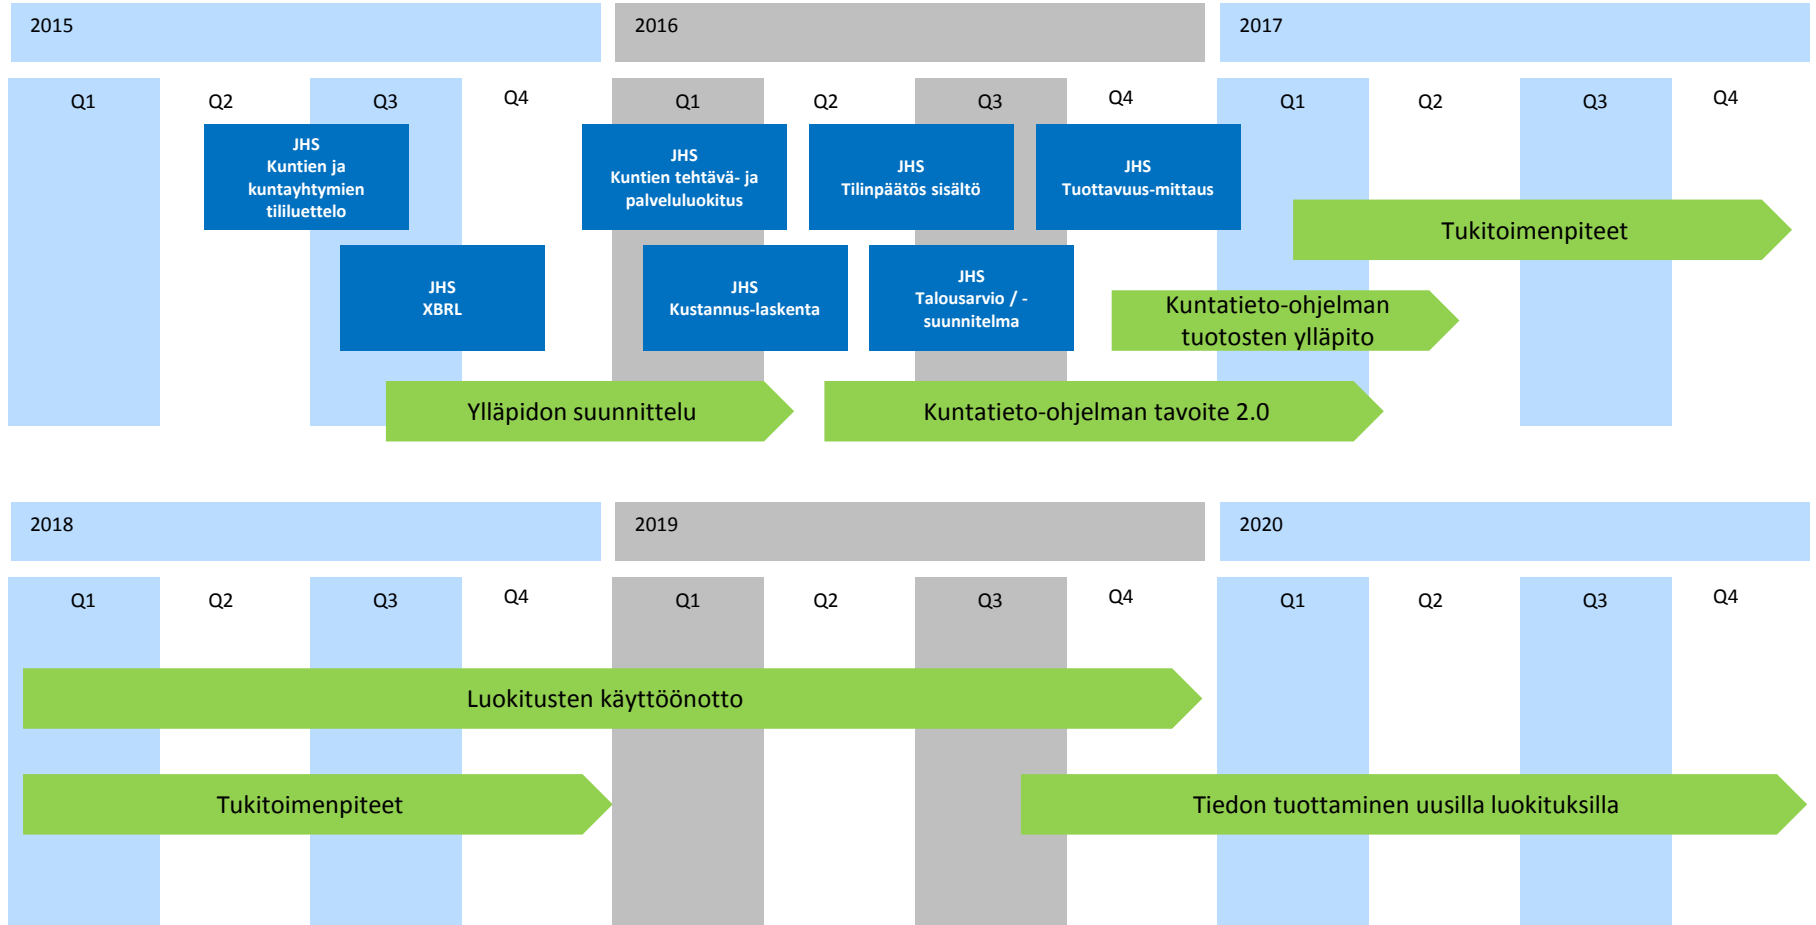 2015
2016
2017
Q1
Q2
Q3
Q4
Q1
Q2
Q3
Q4
Q1
Q2
Q3
Q4
JHS
Kuntien ja
kuntayhtymien
tililuettelo
JHS
Kuntien tehtävä- ja
palveluluokitus
JHS
Tilinpäätös sisältö
JHS
Tuottavuus-mittaus
Tukitoimenpiteet
JHS
XBRL
JHS
Kustannus-laskenta
JHS
Talousarvio / -
suunnitelma
Kuntatieto-ohjelman
tuotosten ylläpito
Ylläpidon suunnittelu
Kuntatieto-ohjelman tavoite 2.0
2018
2019
2020
Q1
Q2
Q3
Q4
Q1
Q2
Q3
Q4
Q1
Q2
Q3
Q4
Luokitusten käyttöönotto
Tukitoimenpiteet
Tiedon tuottaminen uusilla luokituksilla